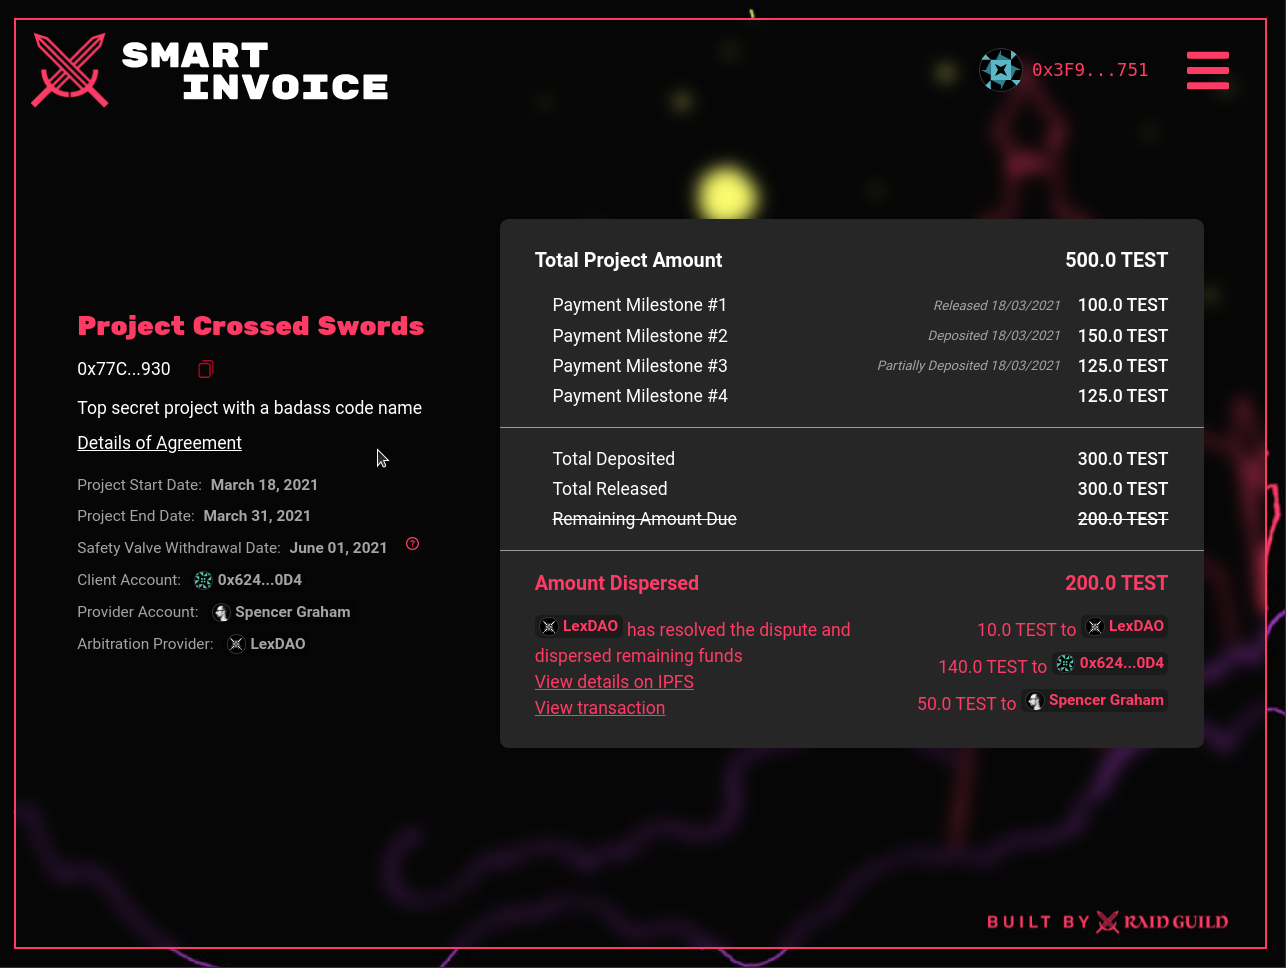 SMART
INVOICE
0x3F9...751
Project Crossed Swords
0x77C...930
Top secret project with a badass code name
Details of Agreement
Project Start Date: March 18, 2021
Project End Date: March 31, 2021
Safety Valve Withdrawal Date: June 01, 2021
Client Account: 0x624...0D4
Provider Account: Spencer Graham
Arbitration Provider: LexDAO
Total Project Amount 500.0 TEST
Payment Milestone #1 Released 18/03/2021 100.0 TEST
Payment Milestone #2 Deposited 18/03/2021 150.0 TEST
Payment Milestone #3 Partially Deposited 18/03/2021 125.0 TEST
Payment Milestone #4 125.0 TEST
Total Deposited 300.0 TEST
Total Released 300.0 TEST
Remaining Amount Due 200.0 TEST
Amount Dispersed 200.0 TEST
LexDAO has resolved the dispute and
dispersed remaining funds
View details on IPFS
View transaction
10.0 TEST to LexDAO
140.0 TEST to 0x624...0D4
50.0 TEST to Spencer Graham
BUILT BY RAID GUILD